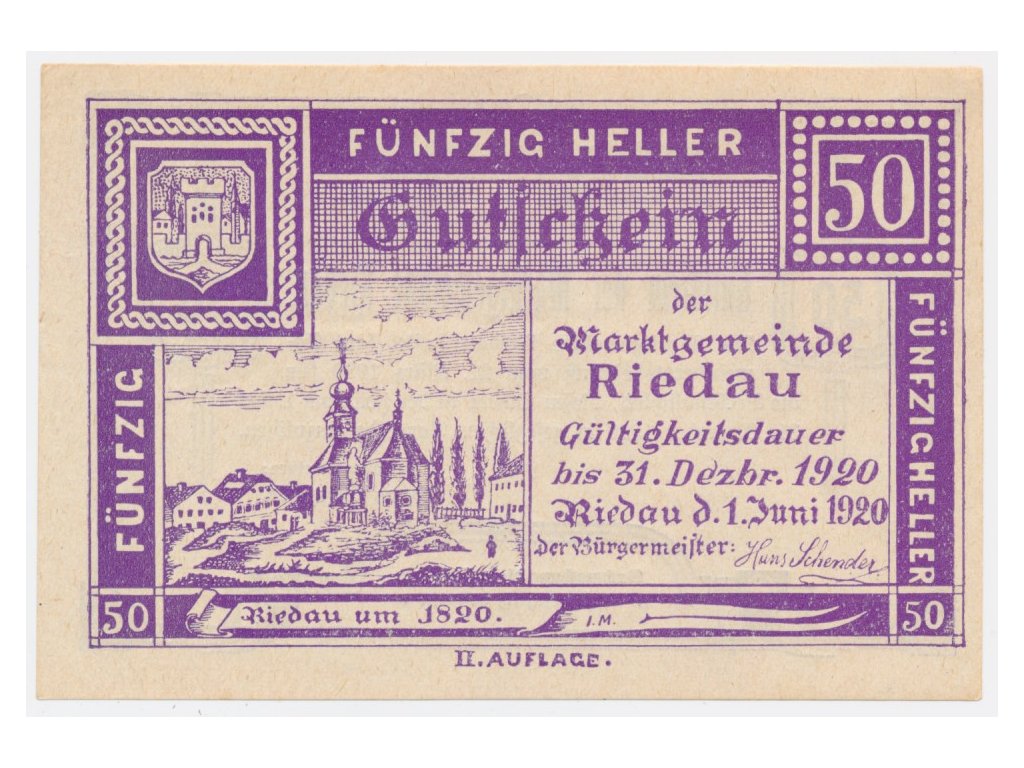 FÜNFZIG HELLER
50
Gutschein
der
Marktgemeinde
Riedau
Gültigkeitsdauer
bis 31. Dezbr. 1920
Riedau d. 1. Juni 1920
der Bürgermeister: Hans Schender
FÜNFZIG
FÜNFZIG HELLER
50
Riedau um 1820.
I.M.
50
II. AUFLAGE.